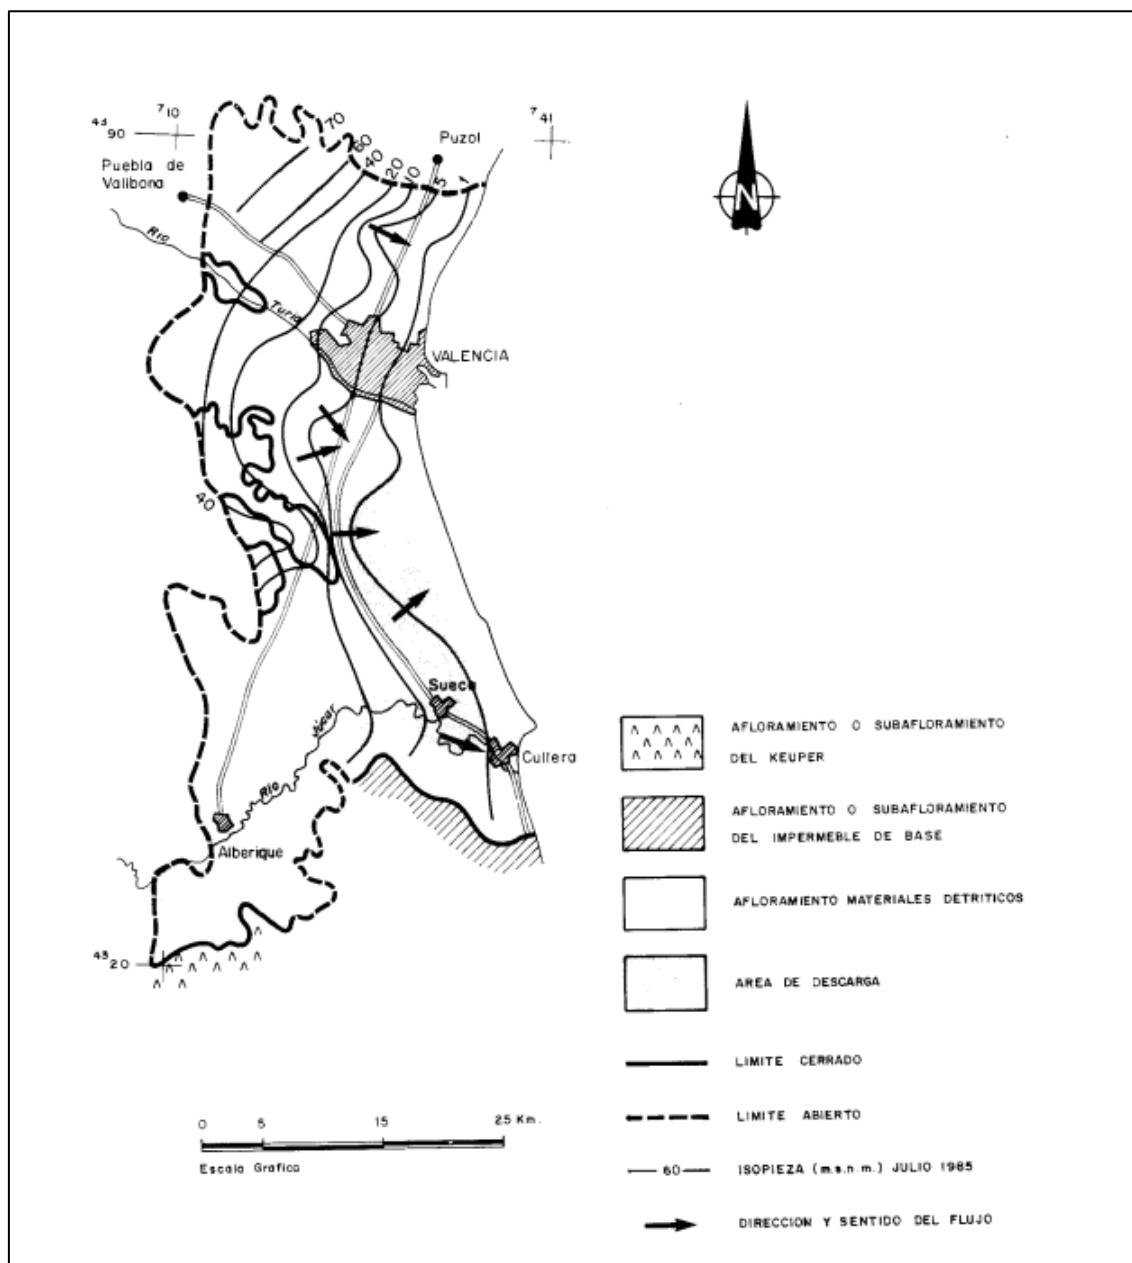 7 10
43 90
7 41
Puzol
Puebla de
Valibona
70
60
40
20
10
5
1
Rio
Turia
VALENCIA
N
40
Sueca
Cullera
Júcar
Rio
Alberique
43 20
AFLORAMIENTO O SUBAFLORAMIENTO
DEL KEUPER
AFLORAMIENTO O SUBAFLORAMIENTO
DEL IMPERMEBLE DE BASE
AFLORAMIENTO MATERIALES DETRITICOS
AREA DE DESCARGA
LIMITE CERRADO
LIMITE ABIERTO
60
ISOPIEZA (m.s.n.m.) JULIO 1985
DIRECCION Y SENTIDO DEL FLUJO
0 5 15 25 Km.
Escala Gráfica